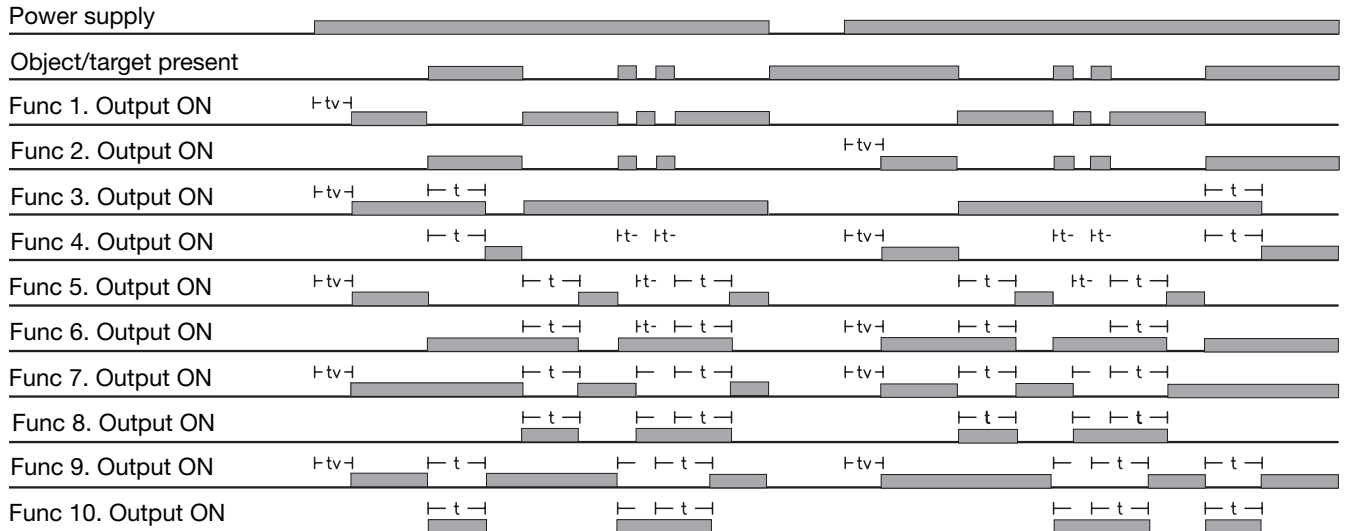 Power supply
Object/target present
Func 1. Output ON tv
Func 2. Output ON tv
Func 3. Output ON tv t t
Func 4. Output ON t t t tv t t t
Func 5. Output ON tv t t t t t t
Func 6. Output ON t t t tv t t
Func 7. Output ON tv t t tv t t
Func 8. Output ON t t t t
Func 9. Output ON tv t t tv t t
Func 10. Output ON t t t t